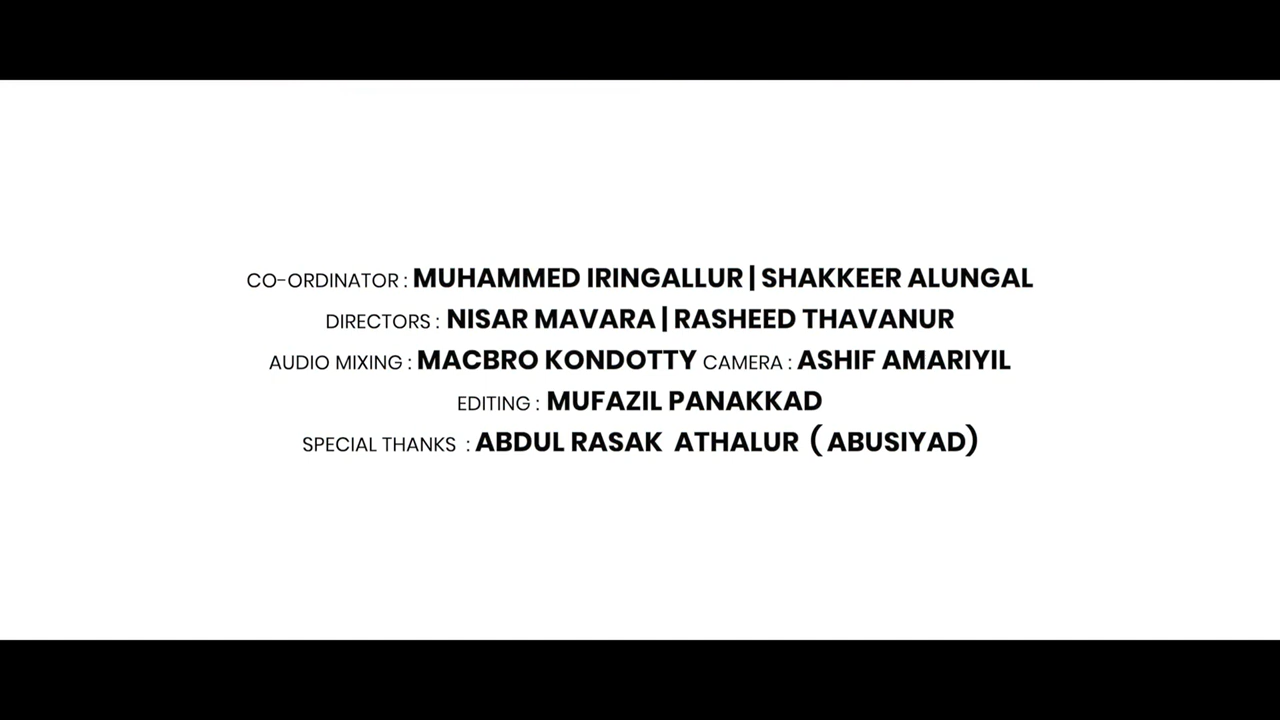 CO-ORDINATOR : MUHAMMED IRINGALLUR | SHAKKEER ALUNGAL
DIRECTORS : NISAR MAVARA | RASHEED THAVANUR
AUDIO MIXING : MACBRO KONDOTTY CAMERA : ASHIF AMARIYIL
EDITING : MUFAZIL PANAKKAD
SPECIAL THANKS : ABDUL RASAK ATHALUR ( ABUSIYAD)